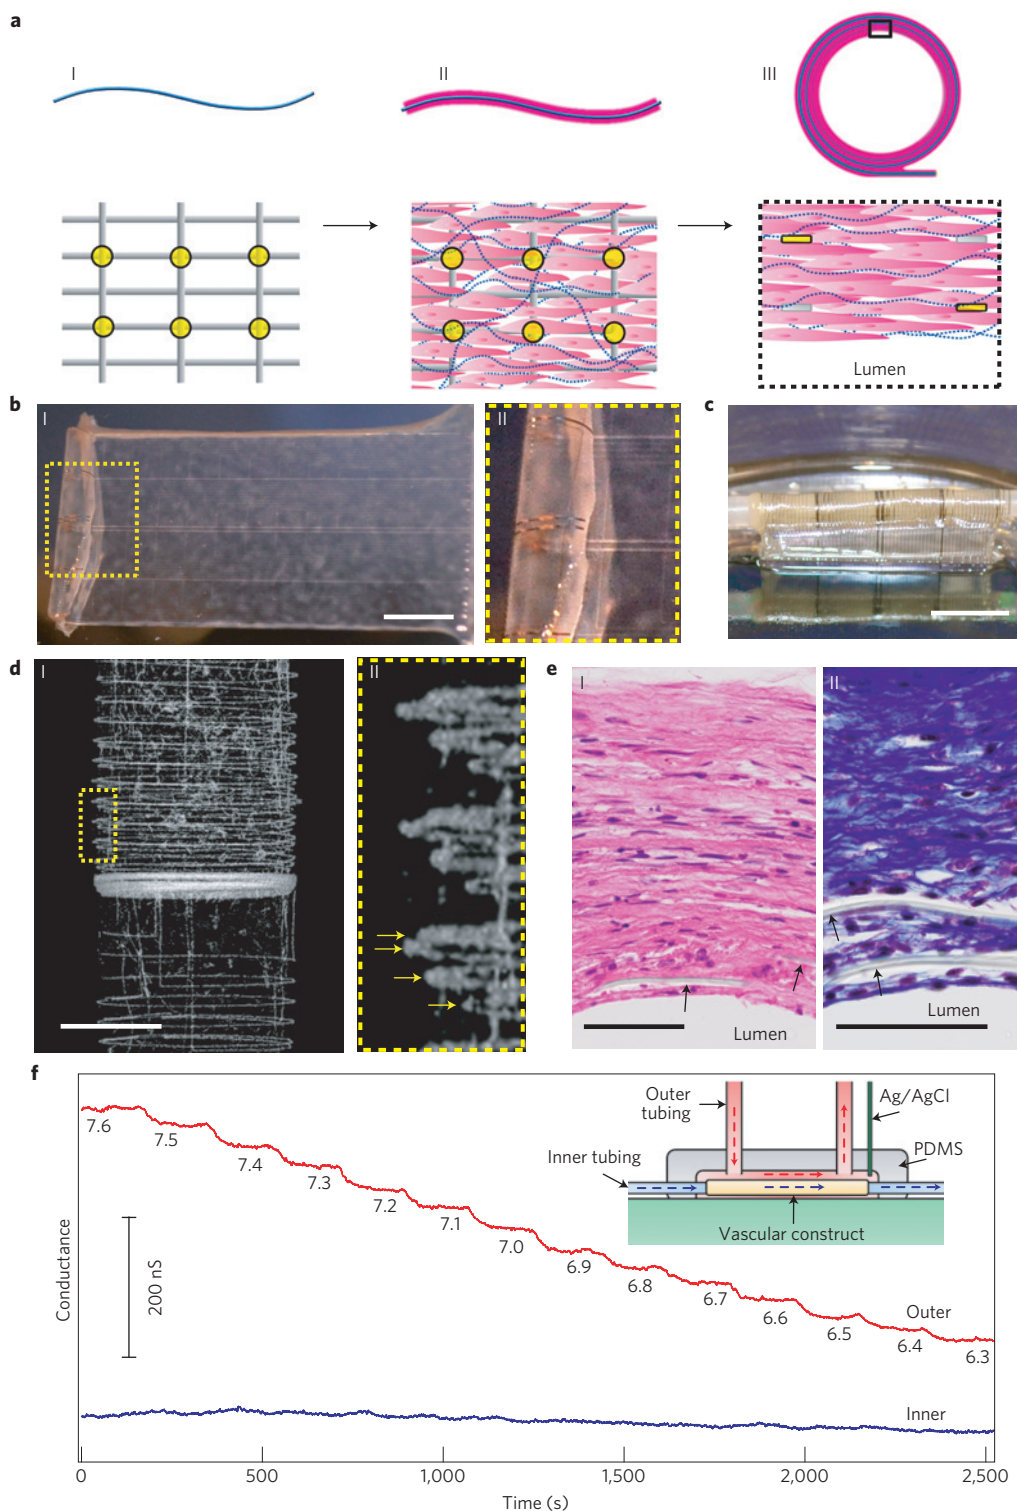 a
I
II
III
Lumen
b
I
II
c
d
I
II
e
I
II
Lumen
Lumen
f
Conductance
200 nS
7.6
7.5
7.4
7.3
7.2
7.1
7.0
6.9
6.8
6.7
6.6
6.5
6.4
6.3
Outer
Inner
Outer tubing
Ag/AgCl
PDMS
Inner tubing
Vascular construct
0
500
1,000
1,500
2,000
2,500
Time (s)